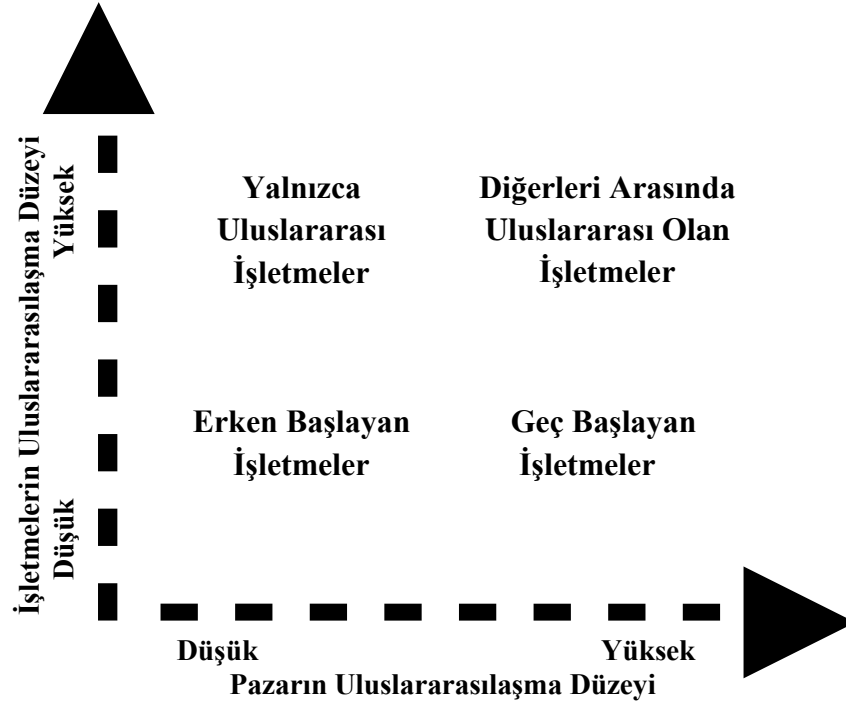 İşletmelerin Uluslararasılaşma Düzeyi
Yüksek
Düşük
Yalnızca
Uluslararası
İşletmeler
Diğerleri Arasında
Uluslararası Olan
İşletmeler
Erken Başlayan
İşletmeler
Geç Başlayan
İşletmeler
Düşük
Yüksek
Pazarın Uluslararasılaşma Düzeyi